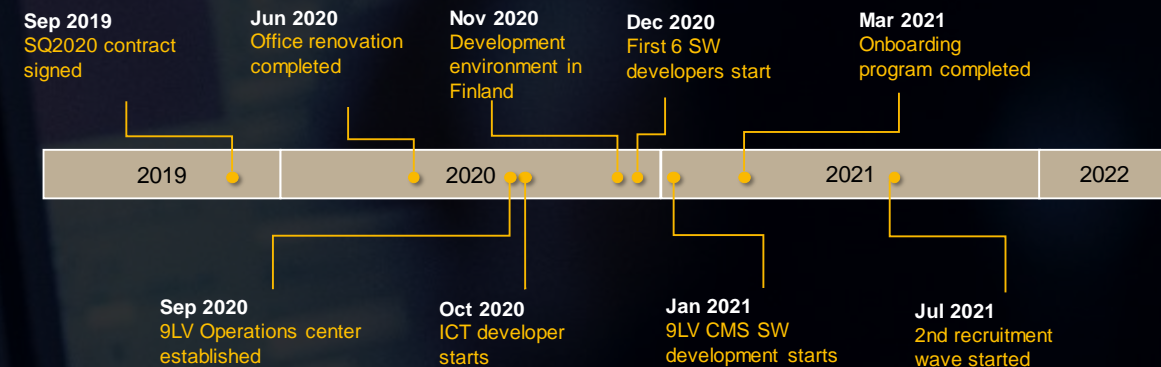 Sep 2019
SQ2020 contract
signed
Jun 2020
Office renovation
completed
Nov 2020
Development
environment in
Finland
Dec 2020
First 6 SW
developers start
Mar 2021
Onboarding
program completed
2019
2020
2021
2022
Sep 2020
9LV Operations center
established
Oct 2020
ICT developer
starts
Jan 2021
9LV CMS SW
development starts
Jul 2021
2nd recruitment
wave started